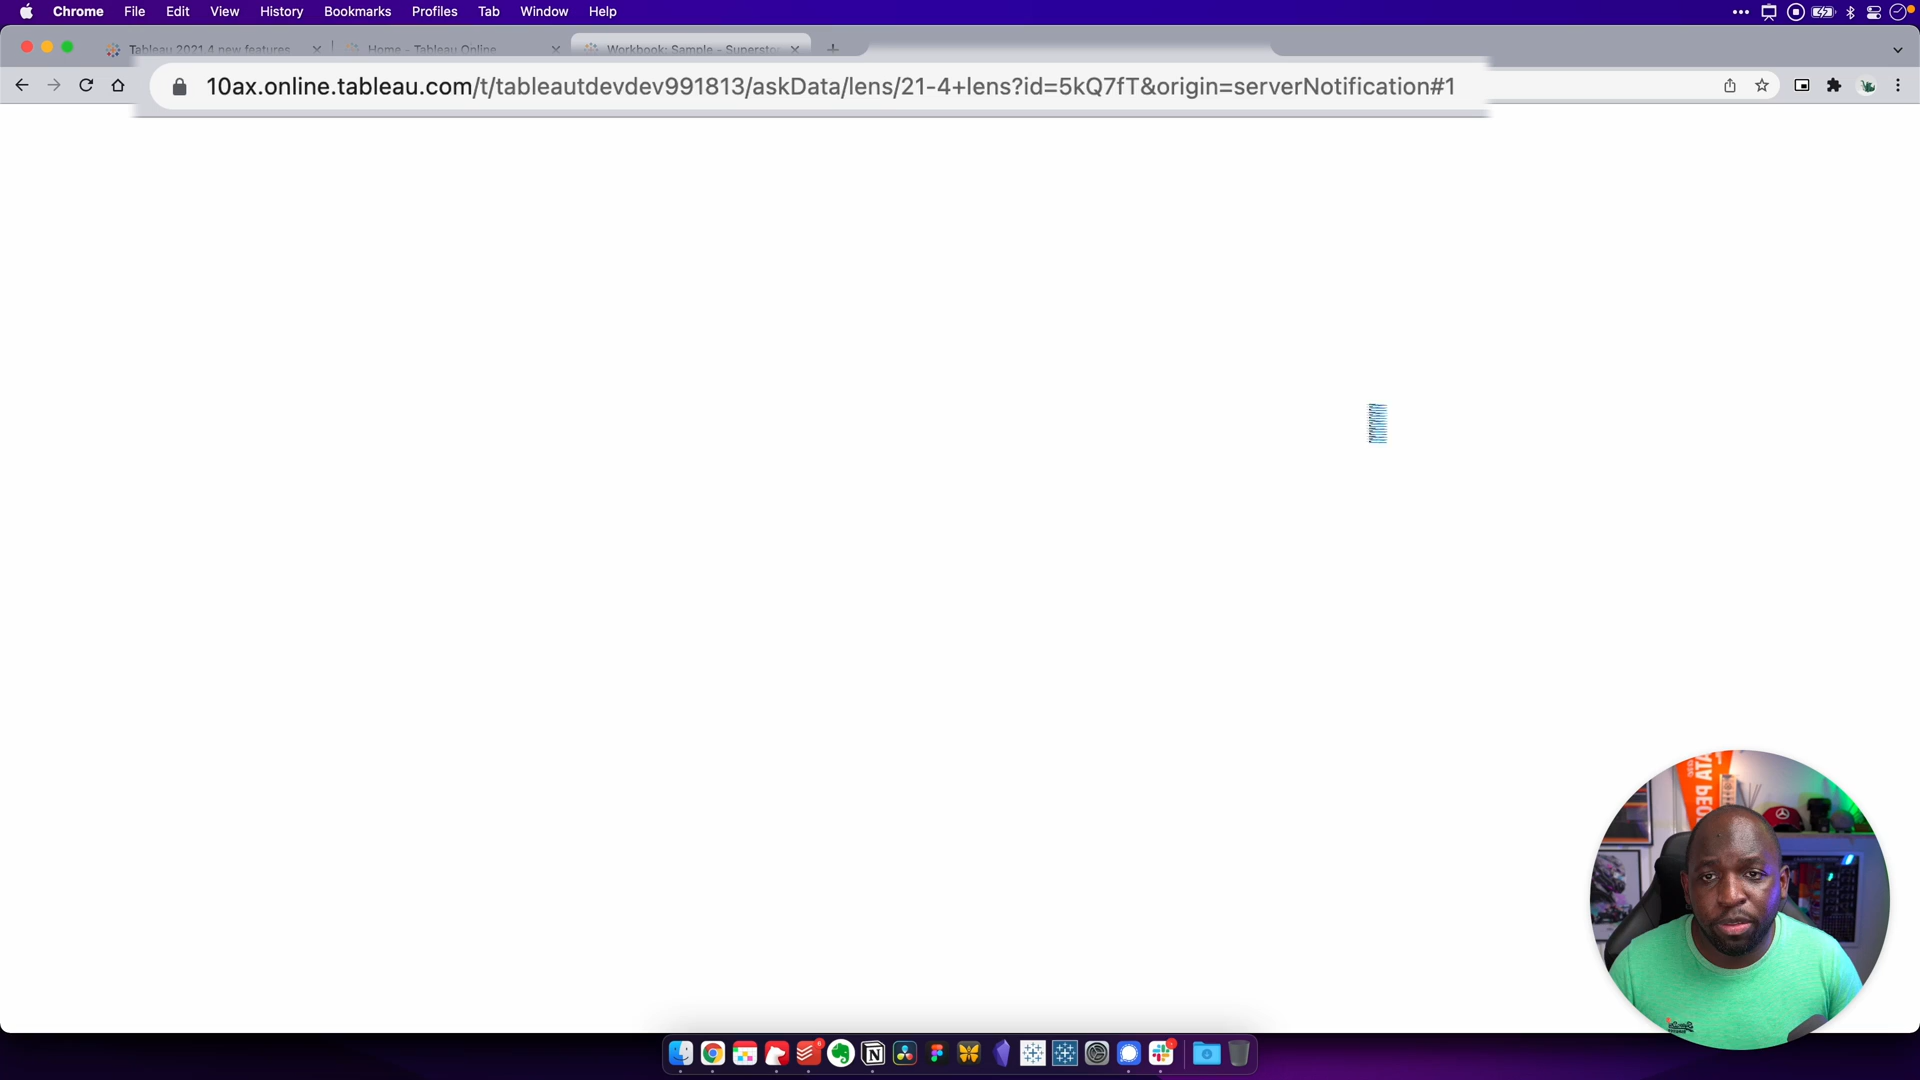 Chrome File Edit View History Bookmarks Profiles Tab Window Help
Tableau 2021.4 new features
Home - Tableau Online
Workbook: Sample - Supersto
10ax.online.tableau.com/t/tableautdevdev991813/askData/lens/21-4+lens?id=5kQ7fT&origin=serverNotification#1